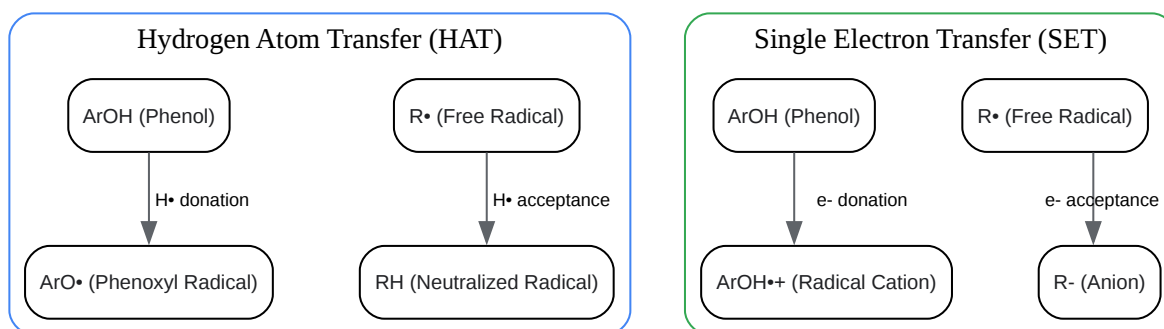 Hydrogen Atom Transfer (HAT)
ArOH (Phenol)
R• (Free Radical)
H• donation
H• acceptance
ArO• (Phenoxyl Radical)
RH (Neutralized Radical)
Single Electron Transfer (SET)
ArOH (Phenol)
R• (Free Radical)
e- donation
e- acceptance
ArOH•+ (Radical Cation)
R- (Anion)